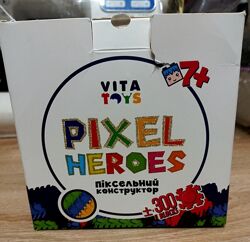 VITA
TOYS
7+
PIXEL
HEROES
Піксельний
конструктор
± 300